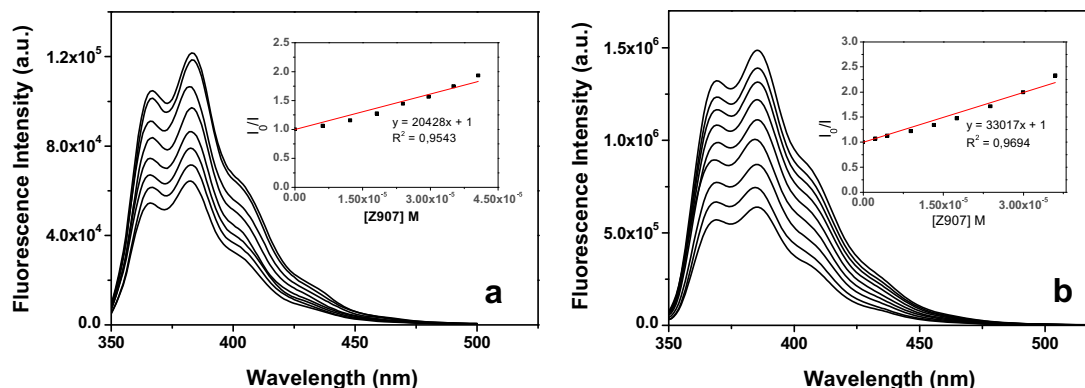 Fluorescence Intensity (a.u.)
1.2x10⁵
8.0x10⁴
4.0x10⁴
0.0
350
400
450
500
Wavelength (nm)
a
I₀/I
2.5
2.0
1.5
1.0
0.5
0.0
0.00
1.50x10⁻⁵
3.00x10⁻⁵
4.50x10⁻⁵
[Z907] M
y = 20428x + 1
R² = 0,9543
Fluorescence Intensity (a.u.)
1.5x10⁶
1.0x10⁶
5.0x10⁵
0.0
350
400
450
500
Wavelength (nm)
b
I₀/I
3.0
2.5
2.0
1.5
1.0
0.5
0.0
0.00
1.50x10⁻⁵
3.00x10⁻⁵
[Z907] M
y = 33017x + 1
R² = 0,9694